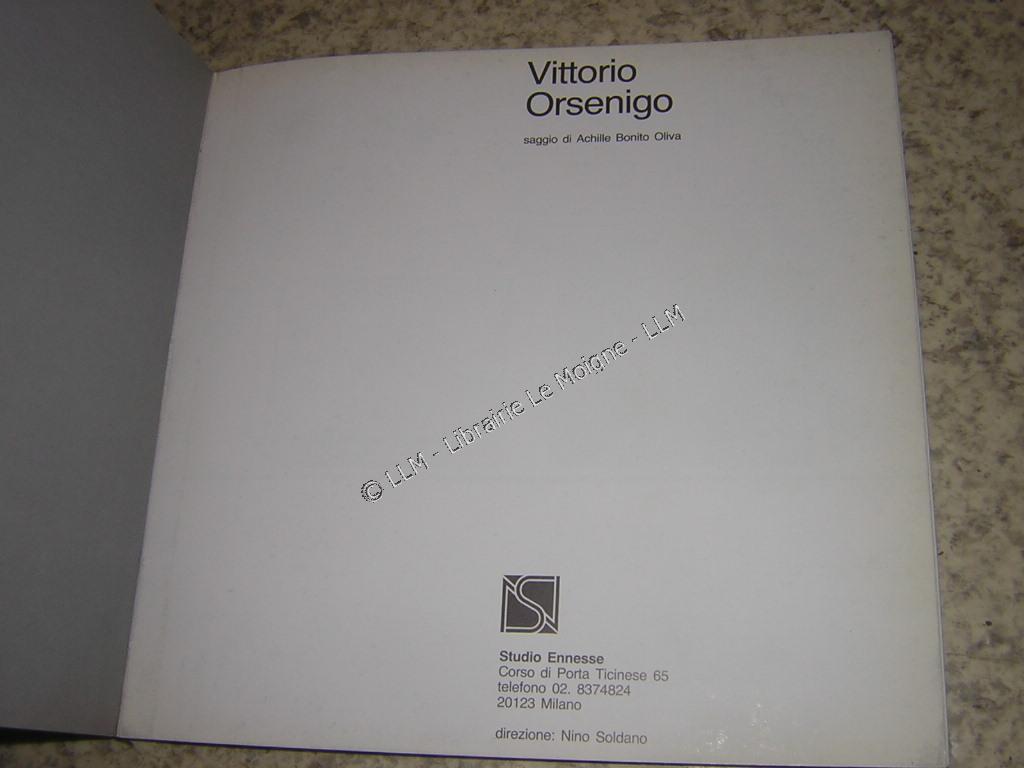 Vittorio
Orsenigo
saggio di Achille Bonito Oliva
© LLM - Librairie Le Moigne - LLM
Studio Ennesse
Corso di Porta Ticinese 65
telefono 02. 8374824
20123 Milano
direzione: Nino Soldano